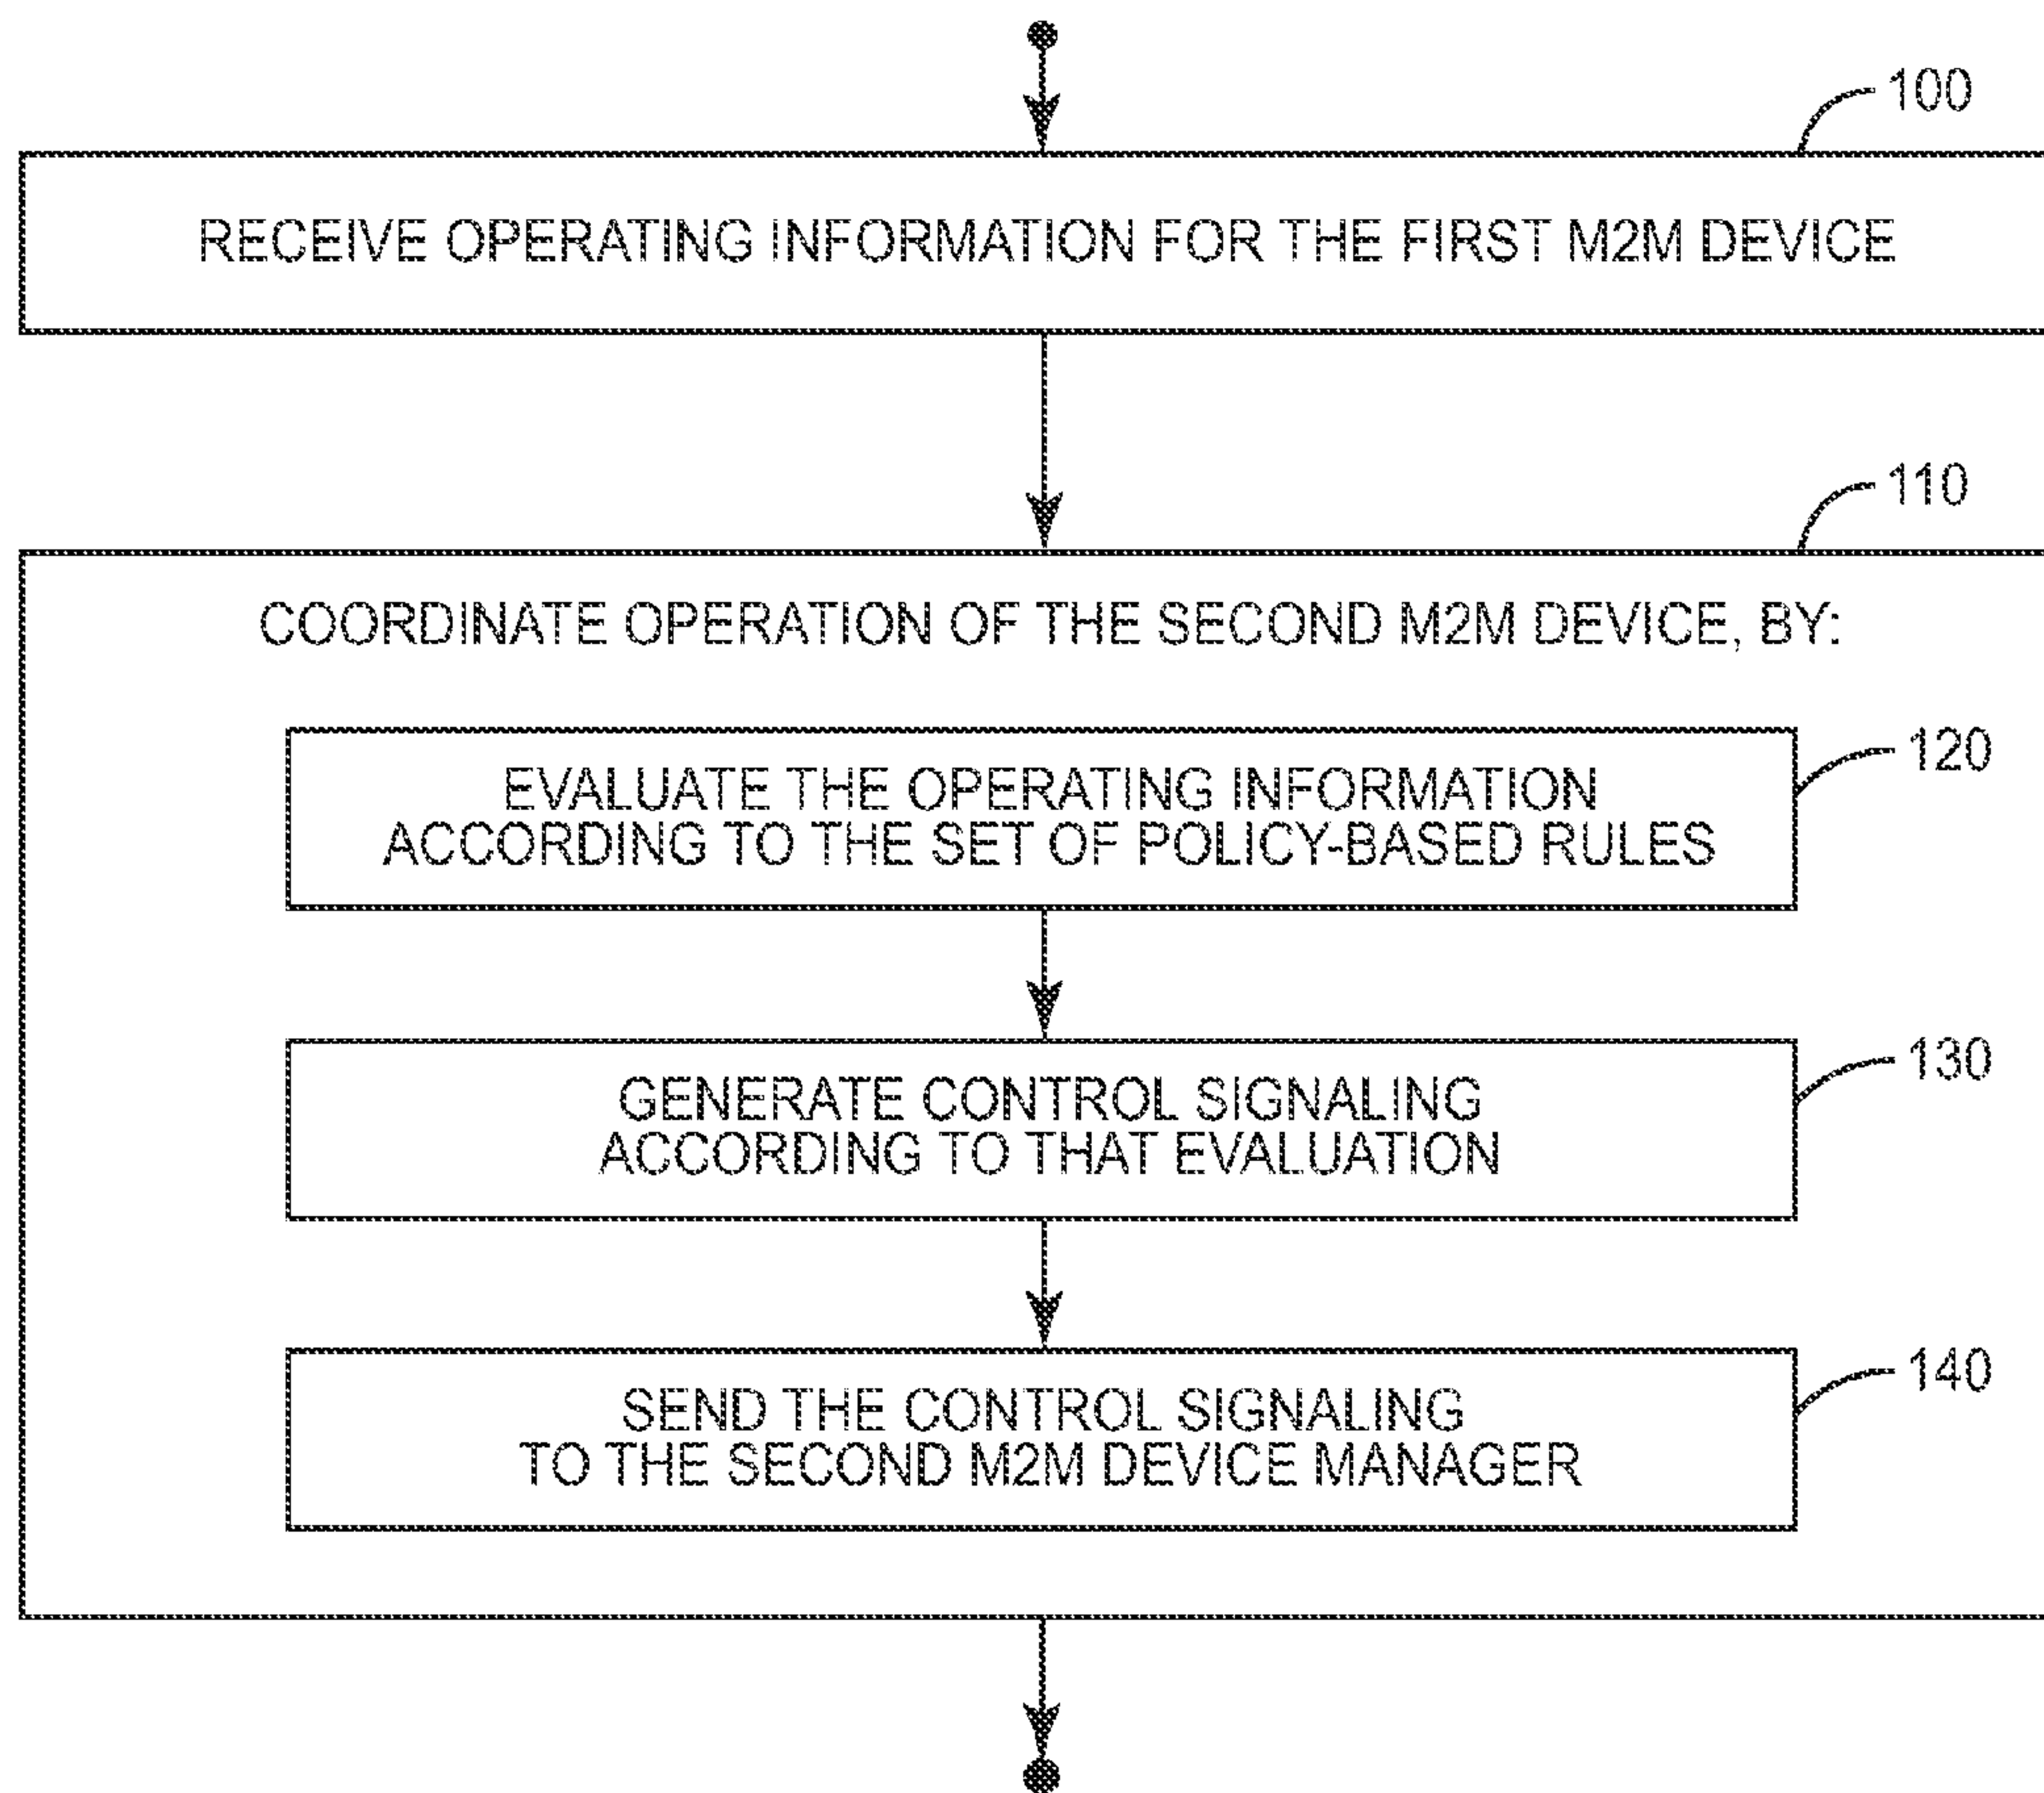 100
RECEIVE OPERATING INFORMATION FOR THE FIRST M2M DEVICE
110
COORDINATE OPERATION OF THE SECOND M2M DEVICE, BY:
120
EVALUATE THE OPERATING INFORMATION
ACCORDING TO THE SET OF POLICY-BASED RULES
130
GENERATE CONTROL SIGNALING
ACCORDING TO THAT EVALUATION
140
SEND THE CONTROL SIGNALING
TO THE SECOND M2M DEVICE MANAGER